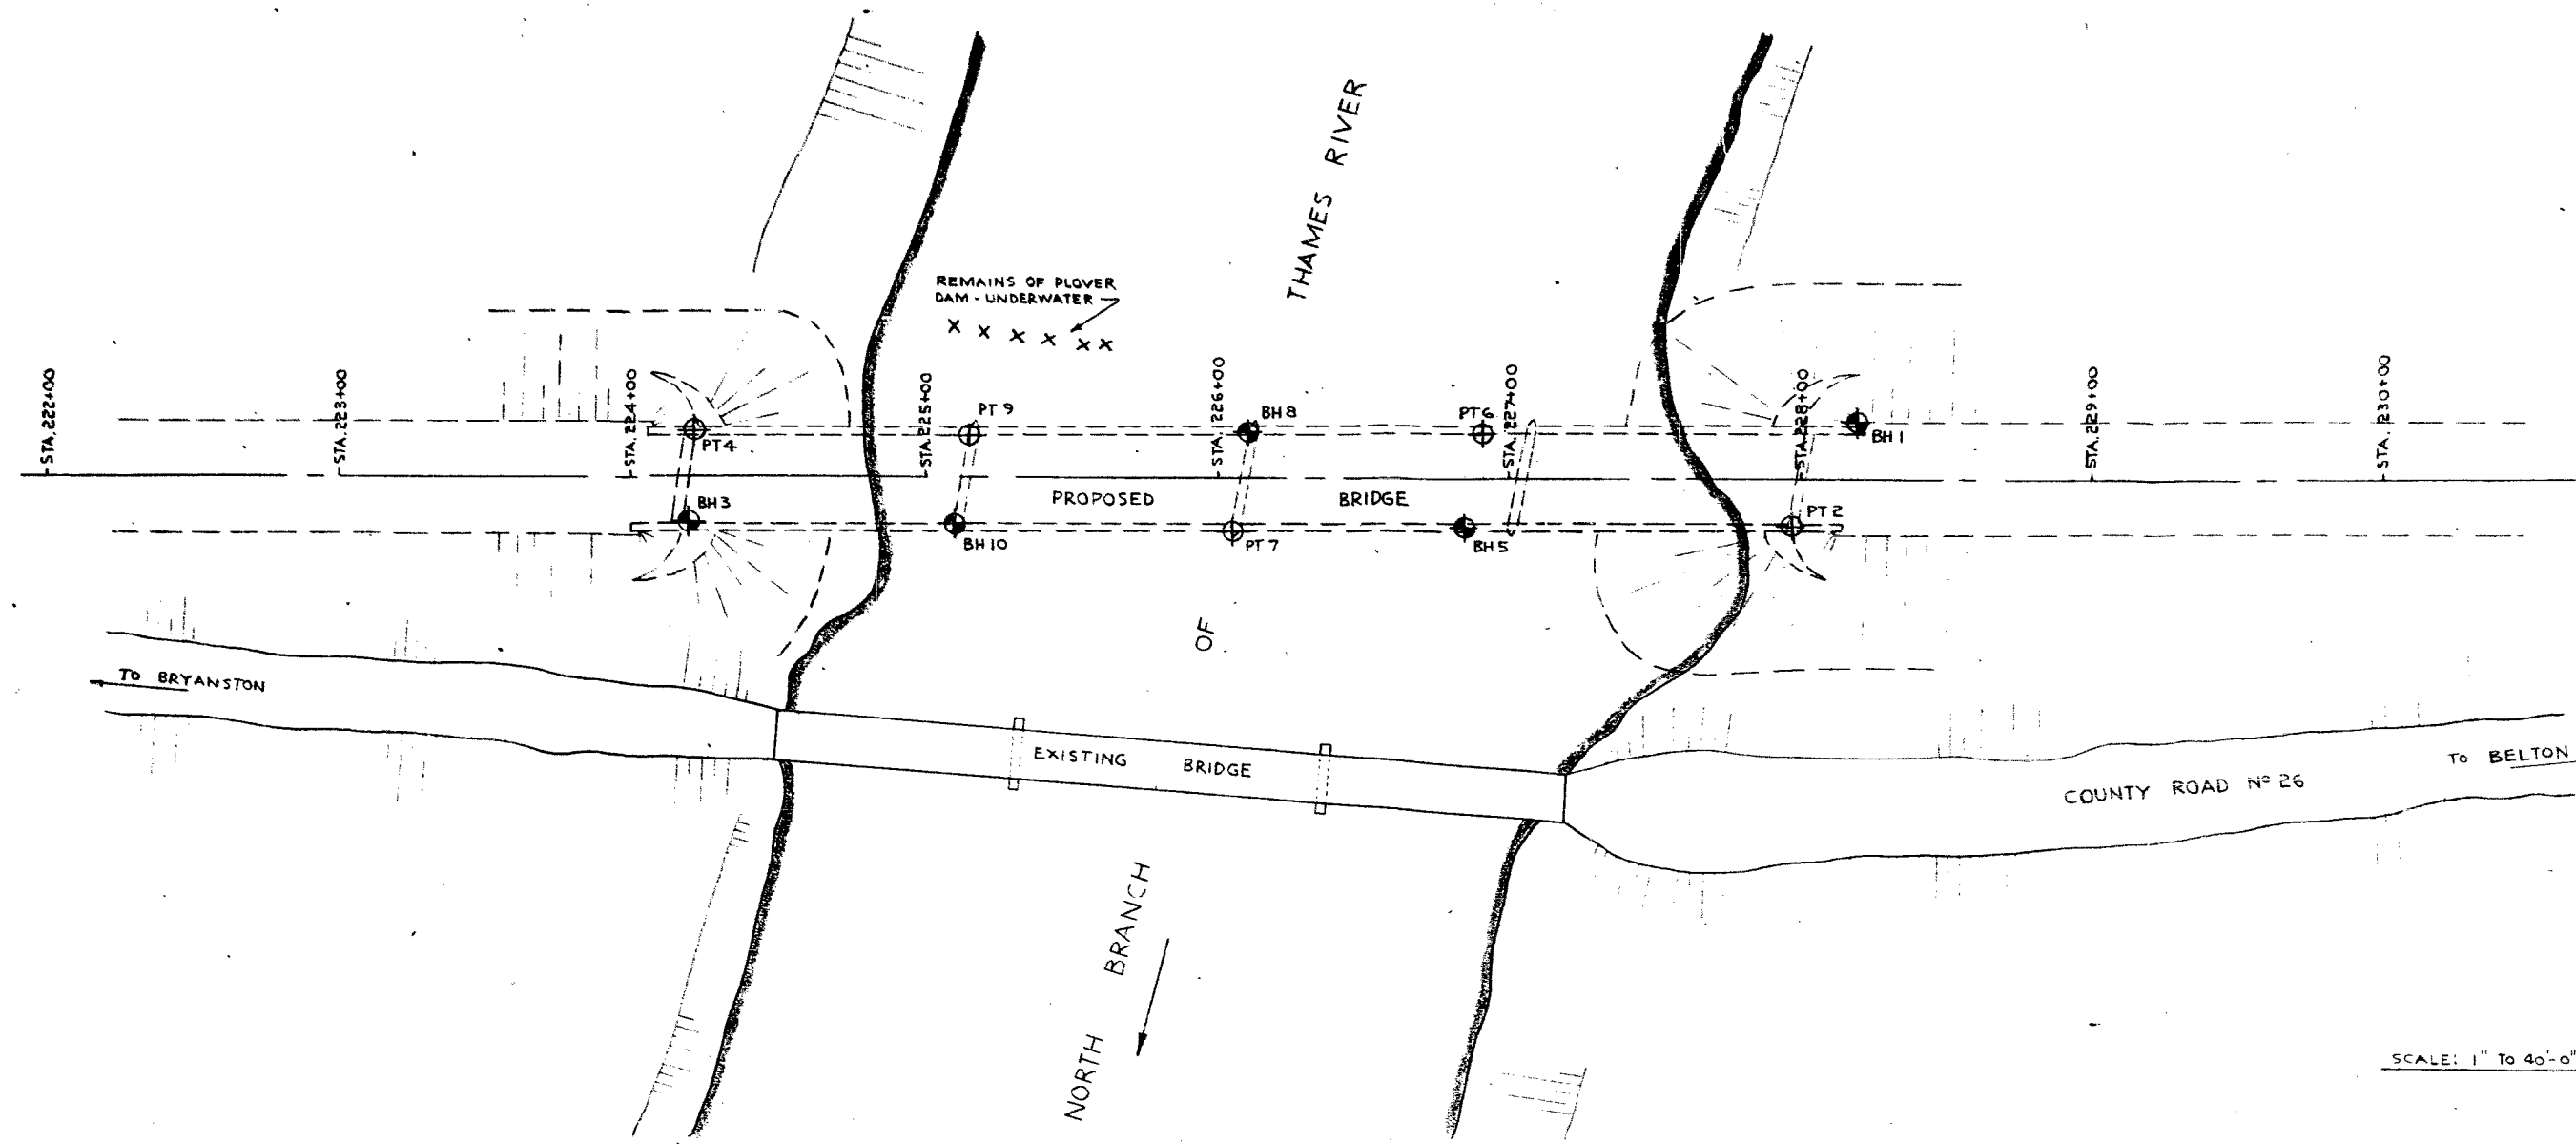 THAMES RIVER
REMAINS OF PLOVER
DAM - UNDERWATER
X X X X X X
STA. 222+00
STA. 223+00
STA. 224+00
STA. 225+00
STA. 226+00
STA. 227+00
STA. 228+00
STA. 229+00
STA. 230+00
PT 4
PT 9
BH 8
PT 6
BH 1
PROPOSED BRIDGE
BH 3
BH 10
PT 7
BH 5
PT 2
OF
TO BRYANSTON
EXISTING BRIDGE
TO BELTON
COUNTY ROAD Nº 26
NORTH BRANCH
SCALE: 1" TO 40'-0"